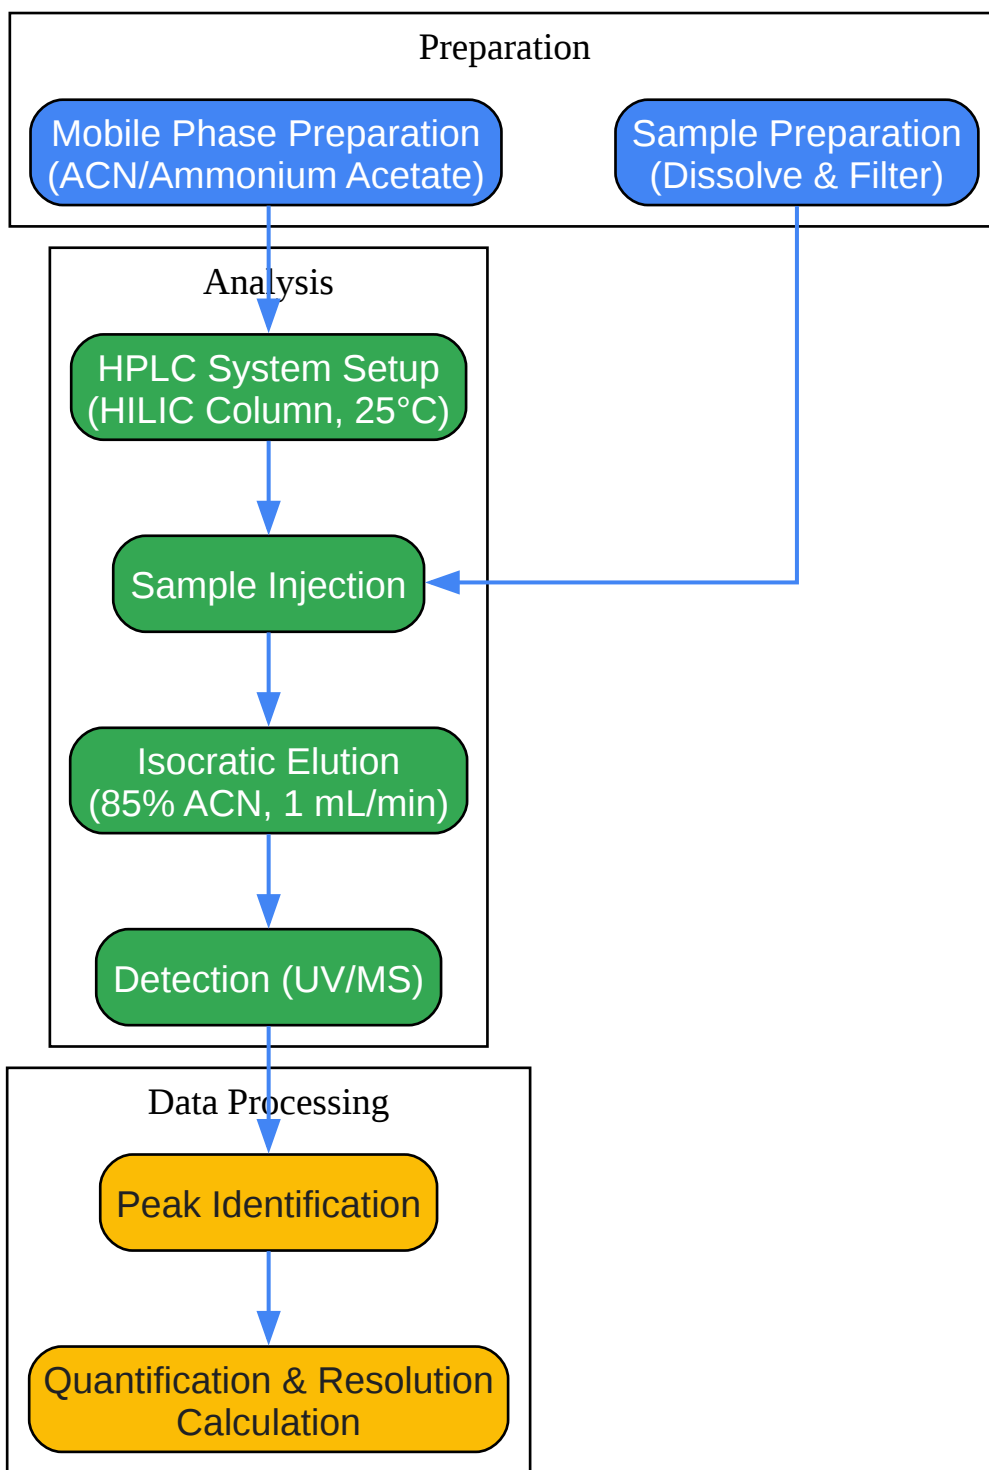 Preparation
Mobile Phase Preparation
(ACN/Ammonium Acetate)
Sample Preparation
(Dissolve & Filter)
Analysis
HPLC System Setup
(HILIC Column, 25°C)
Sample Injection
Isocratic Elution
(85% ACN, 1 mL/min)
Detection (UV/MS)
Data Processing
Peak Identification
Quantification & Resolution
Calculation